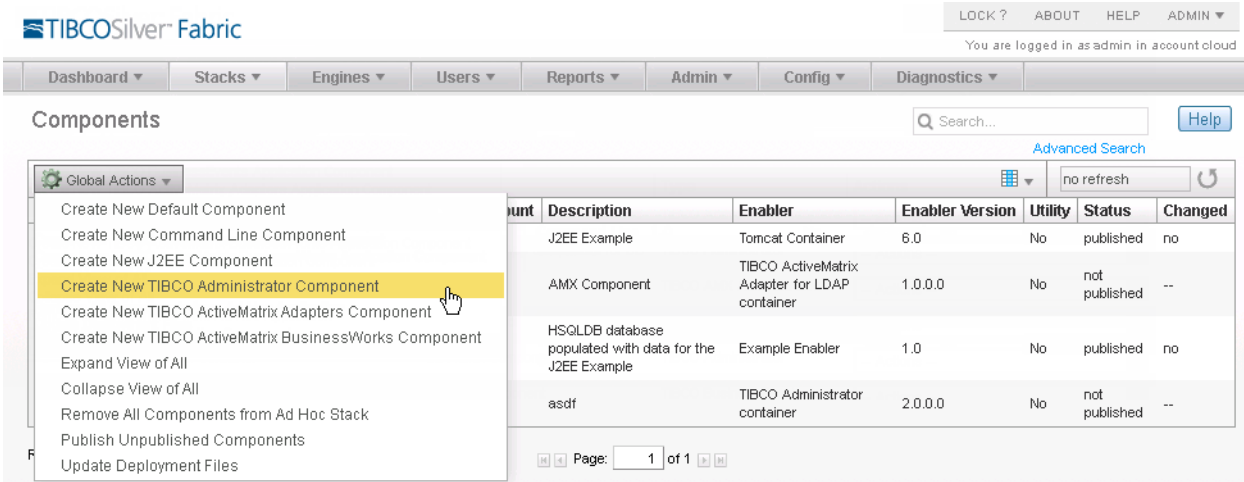 LOCK ? ABOUT HELP ADMIN
TIBCOSilver™ Fabric
You are logged in as admin in account cloud
Dashboard Stacks Engines Users Reports Admin Config Diagnostics
Components
Search...
Help
Advanced Search
Global Actions
no refresh
Create New Default Component
Create New Command Line Component
Create New J2EE Component
Create New TIBCO Administrator Component
Create New TIBCO ActiveMatrix Adapters Component
Create New TIBCO ActiveMatrix BusinessWorks Component
Expand View of All
Collapse View of All
Remove All Components from Ad Hoc Stack
Publish Unpublished Components
Update Deployment Files
Description Enabler Enabler Version Utility Status Changed
J2EE Example Tomcat Container 6.0 No published no
AMX Component TIBCO ActiveMatrix
Adapter for LDAP
container 1.0.0.0 No not
published --
HSQLDB database
populated with data for the
J2EE Example Example Enabler 1.0 No published no
asdf TIBCO Administrator
container 2.0.0.0 No not
published --
Page: 1 of 1